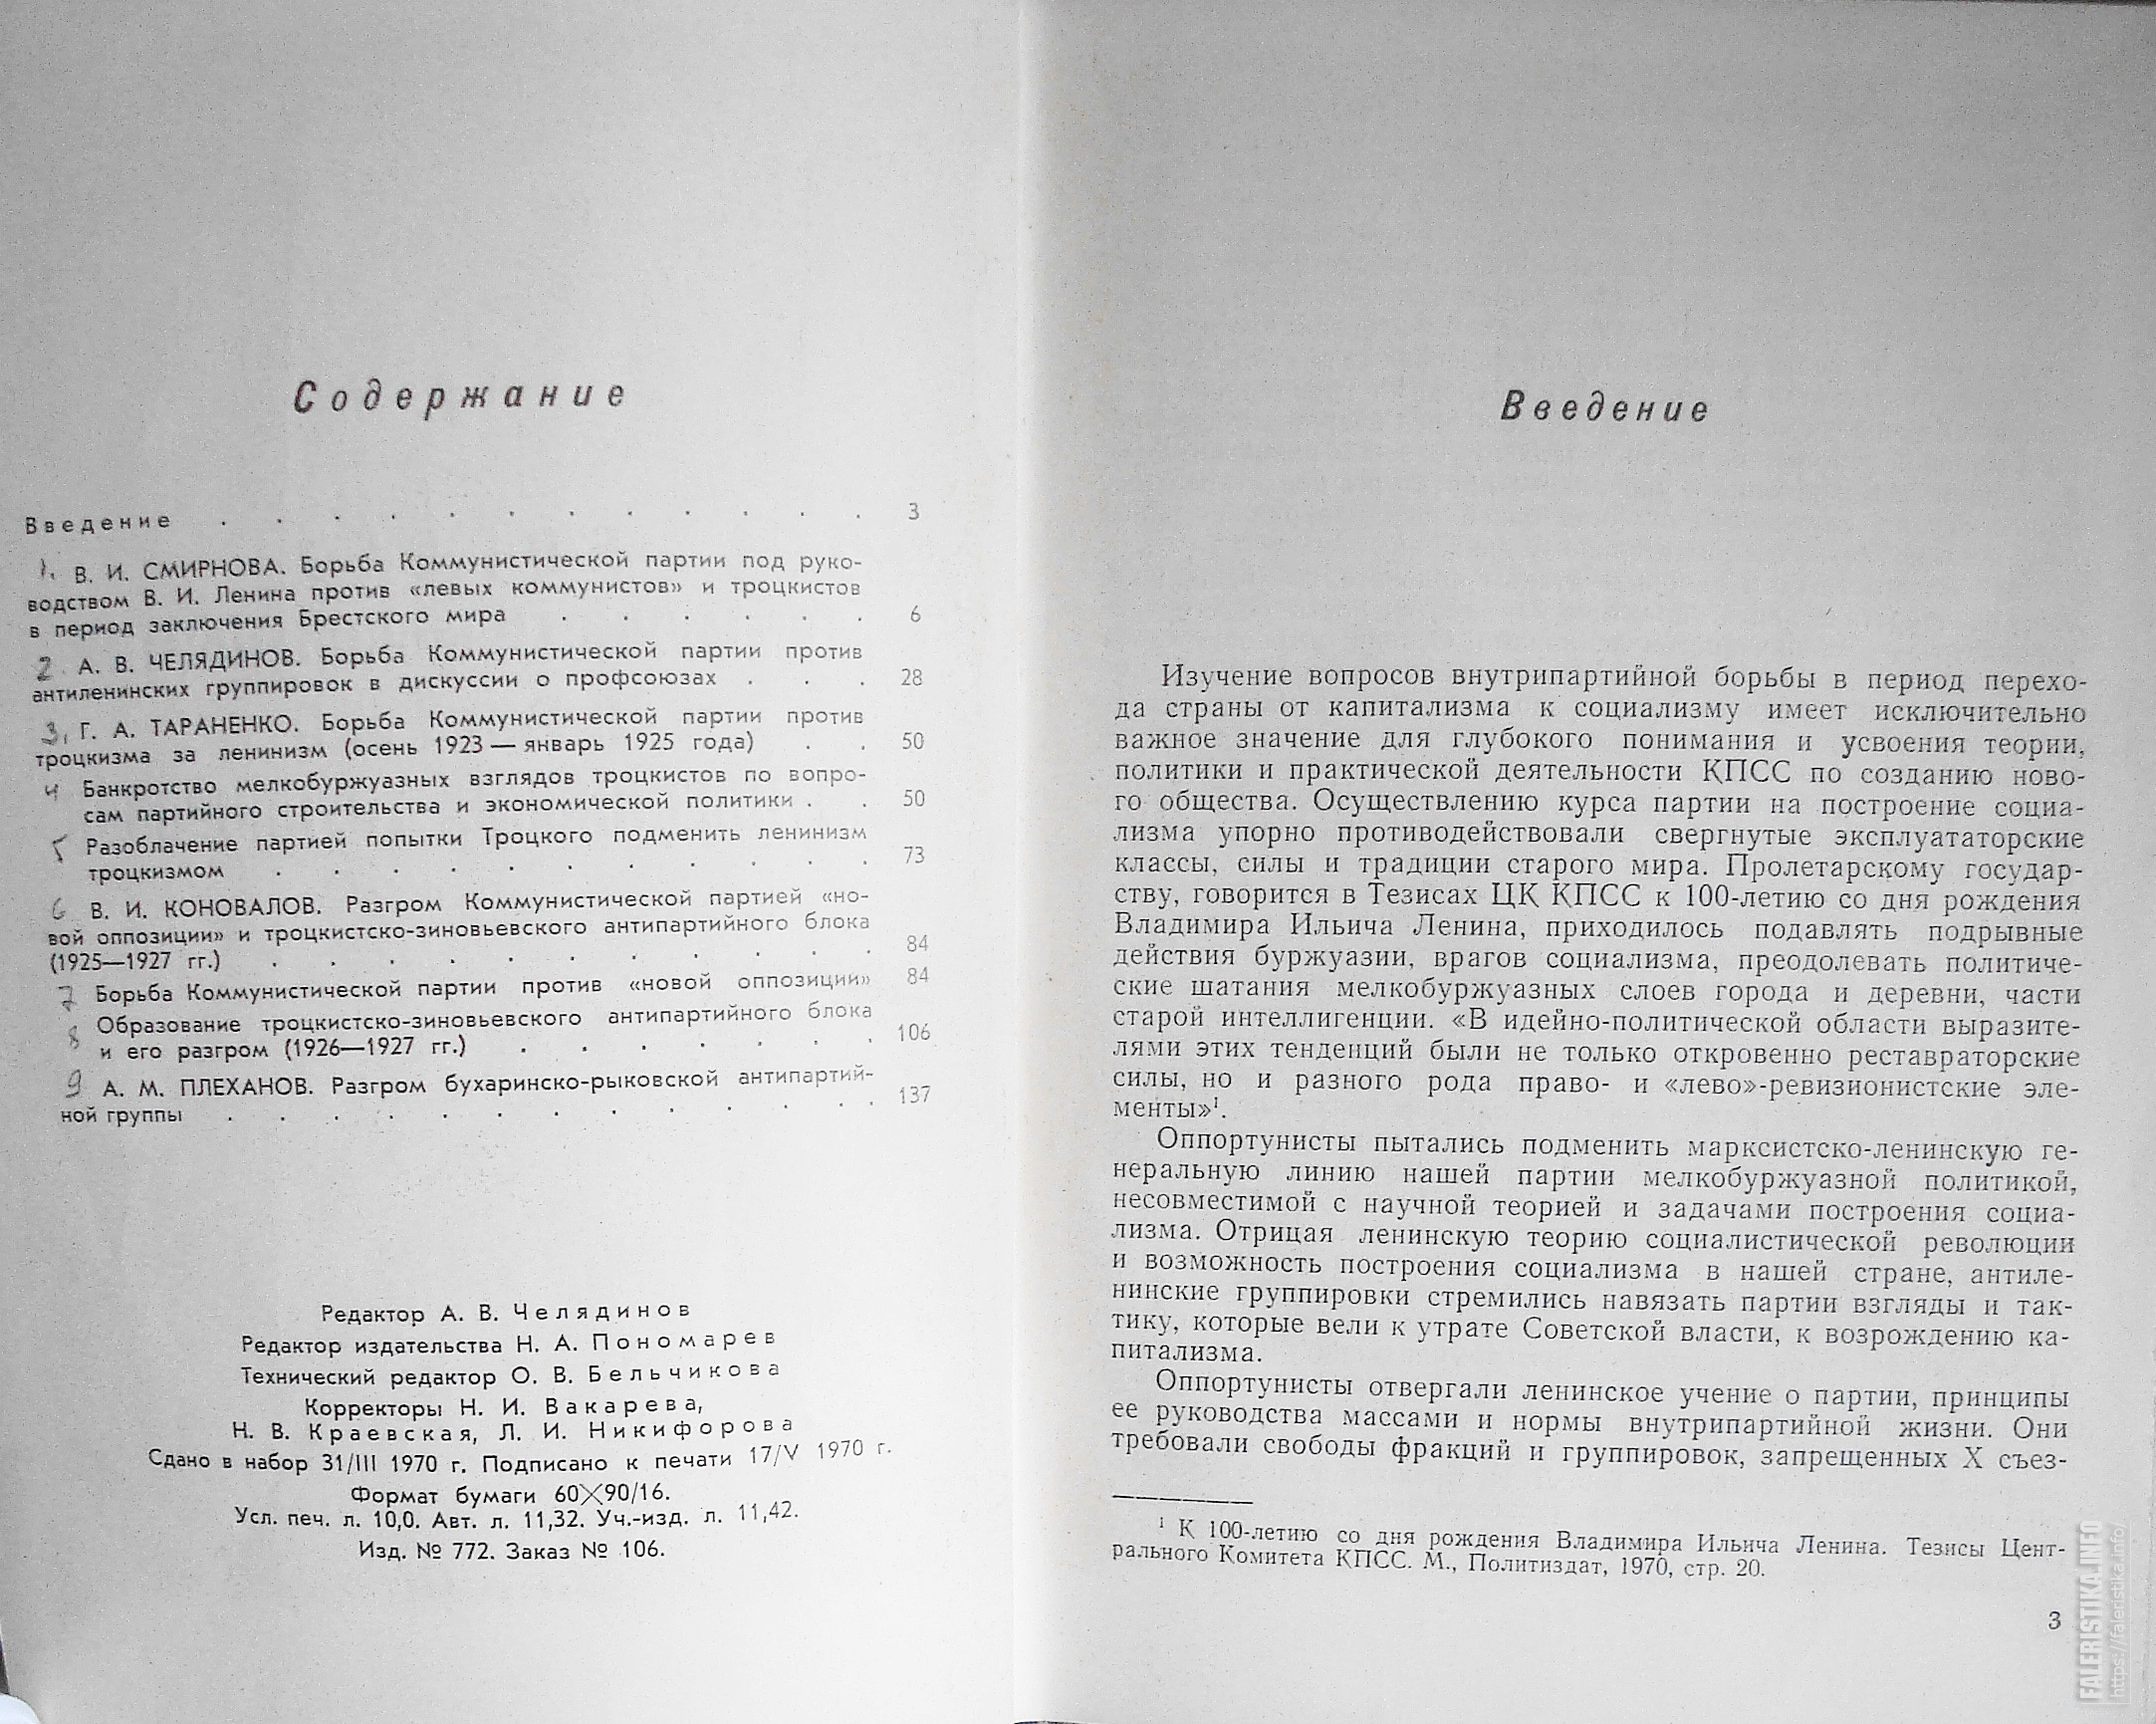 Содержание
Введение . . . . . . . . . . . . 3
1. В. И. СМИРНОВА. Борьба Коммунистической партии под руко-
водством В. И. Ленина против «левых коммунистов» и троцкистов
в период заключения Брестского мира . . . . . . 6
2 А. В. ЧЕЛЯДИНОВ. Борьба Коммунистической партии против
антиленинских группировок в дискуссии о профсоюзах . . . 28
3, Г. А. ТАРАНЕНКО. Борьба Коммунистической партии против
троцкизма за ленинизм (осень 1923 — январь 1925 года) . . 50
4 Банкротство мелкобуржуазных взглядов троцкистов по вопро-
сам партийного строительства и экономической политики . . 50
5 Разоблачение партией попытки Троцкого подменить ленинизм
троцкизмом . . . . . . . . . 73
6 В. И. КОНОВАЛОВ. Разгром Коммунистической партией «но-
вой оппозиции» и троцкистско-зиновьевского антипартийного блока
(1925—1927 гг.) . . . . . . . . . . . 84
7 Борьба Коммунистической партии против «новой оппозиции» 84
8 Образование троцкистско-зиновьевского антипартийного блока
и его разгром (1926—1927 гг.) . . . . . . . 106
9 А. М. ПЛЕХАНОВ. Разгром бухаринско-рыковской антипартий-
ной группы . . . . . . . . . . . 137
Редактор А. В. Челядинов
Редактор издательства Н. А. Пономарев
Технический редактор О. В. Бельчикова
Корректоры Н. И. Вакарева,
Н. В. Краевская, Л. И. Никифорова
Сдано в набор 31/III 1970 г. Подписано к печати 17/V 1970 г.
Формат бумаги 60×90/16.
Усл. печ. л. 10,0. Авт. л. 11,32. Уч.-изд. л. 11,42.
Изд. № 772. Заказ № 106.
Введение
Изучение вопросов внутрипартийной борьбы в период перехо-
да страны от капитализма к социализму имеет исключительно
важное значение для глубокого понимания и усвоения теории,
политики и практической деятельности КПСС по созданию ново-
го общества. Осуществлению курса партии на построение социа-
лизма упорно противодействовали свергнутые эксплуататорские
классы, силы и традиции старого мира. Пролетарскому государ-
ству, говорится в Тезисах ЦК КПСС к 100-летию со дня рождения
Владимира Ильича Ленина, приходилось подавлять подрывные
действия буржуазии, врагов социализма, преодолевать политиче-
ские шатания мелкобуржуазных слоев города и деревни, части
старой интеллигенции. «В идейно-политической области выразите-
лями этих тенденций были не только откровенно реставраторские
силы, но и разного рода право- и «лево»-ревизионистские эле-
менты»¹.
Оппортунисты пытались подменить марксистско-ленинскую ге-
неральную линию нашей партии мелкобуржуазной политикой,
несовместимой с научной теорией и задачами построения социа-
лизма. Отрицая ленинскую теорию социалистической революции
и возможность построения социализма в нашей стране, антиле-
нинские группировки стремились навязать партии взгляды и так-
тику, которые вели к утрате Советской власти, к возрождению ка-
питализма.
Оппортунисты отвергали ленинское учение о партии, принципы
ее руководства массами и нормы внутрипартийной жизни. Они
требовали свободы фракций и группировок, запрещенных X съез-
¹ К 100-летию со дня рождения Владимира Ильича Ленина. Тезисы Цент-
рального Комитета КПСС. М., Политиздат, 1970, стр. 20.
3
FALERISTIKA.INFO
https://faleristika.info/